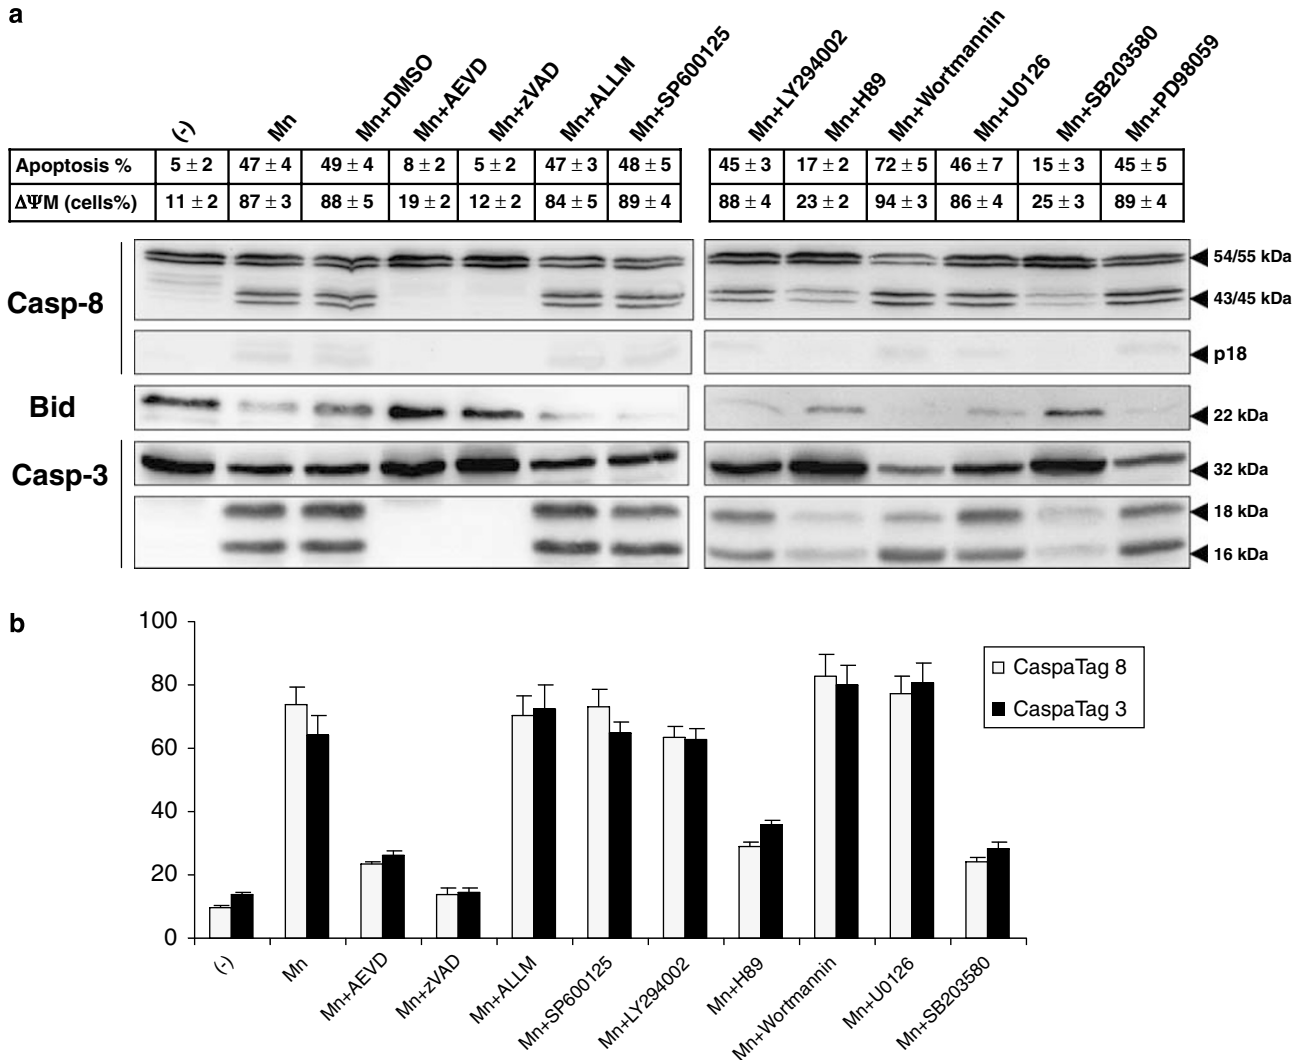 a
(-) Mn Mn+DMSO Mn+AEVD Mn+zVAD Mn+ALLM Mn+SP600125 Mn+LY294002 Mn+H89 Mn+Wortmannin Mn+U0126 Mn+SB203580 Mn+PD98059
Apoptosis % 5 ± 2 47 ± 4 49 ± 4 8 ± 2 5 ± 2 47 ± 3 48 ± 5 45 ± 3 17 ± 2 72 ± 5 46 ± 7 15 ± 3 45 ± 5
ΔΨM (cells%) 11 ± 2 87 ± 3 88 ± 5 19 ± 2 12 ± 2 84 ± 5 89 ± 4 88 ± 4 23 ± 2 94 ± 3 86 ± 4 25 ± 3 89 ± 4
54/55 kDa
Casp-8
43/45 kDa
p18
Bid
22 kDa
Casp-3
32 kDa
18 kDa
16 kDa
b
100
80
60
40
20
0
CaspaTag 8
CaspaTag 3
(-) Mn Mn+AEVD Mn+zVAD Mn+ALLM Mn+SP600125 Mn+LY294002 Mn+H89 Mn+Wortmannin Mn+U0126 Mn+SB203580